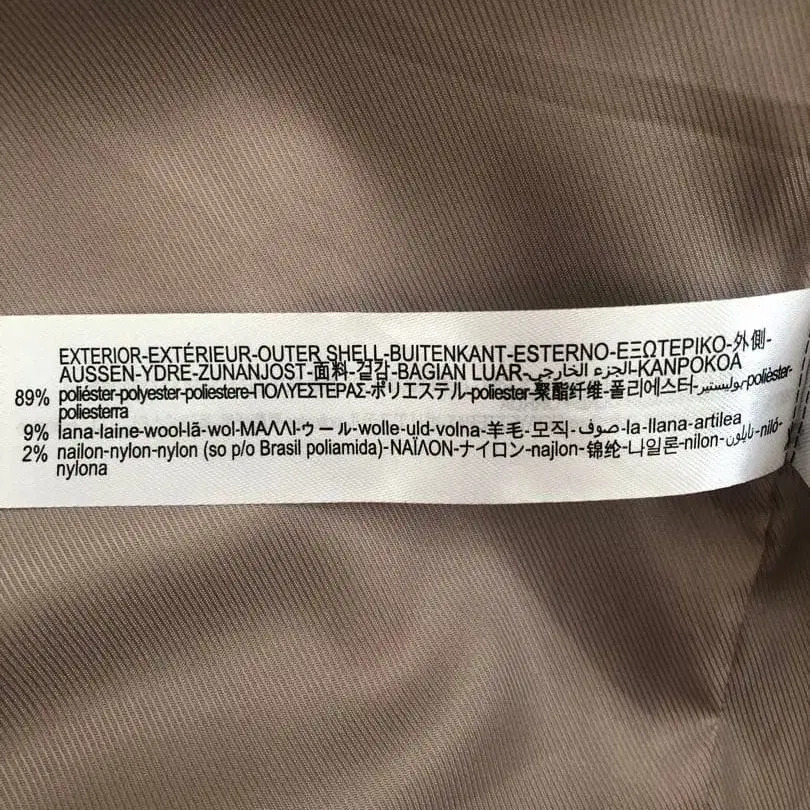 EXTERIOR-EXTÉRIEUR-OUTER SHELL-BUITENKANT-ESTERNO-ΕΞΩΤΕΡΙΚΟ-外側-
AUSSEN-YDRE-ZUNANJOST-面料-겉감-BAGIAN LUAR-الجزء الخارجي-KANPOKOA
89% poliéster-polyester-poliestere-ΠΟΛΥΕΣΤΕΡΑΣ-ポリエステル-poliester-聚酯纤维-폴리에스터-بوليستير-polièster-
poliesterra
9% lana-laine-wool-lã-wol-ΜΑΛΛΙ-ウール-wolle-uld-volna-羊毛-모직-صوف-la-llana-artilea
2% nailon-nylon-nylon (so p/o Brasil poliamida)-ΝΑΪΛΟΝ-ナイロン-najlon-锦纶-나일론-nilon-نايلون-niló-
nylona